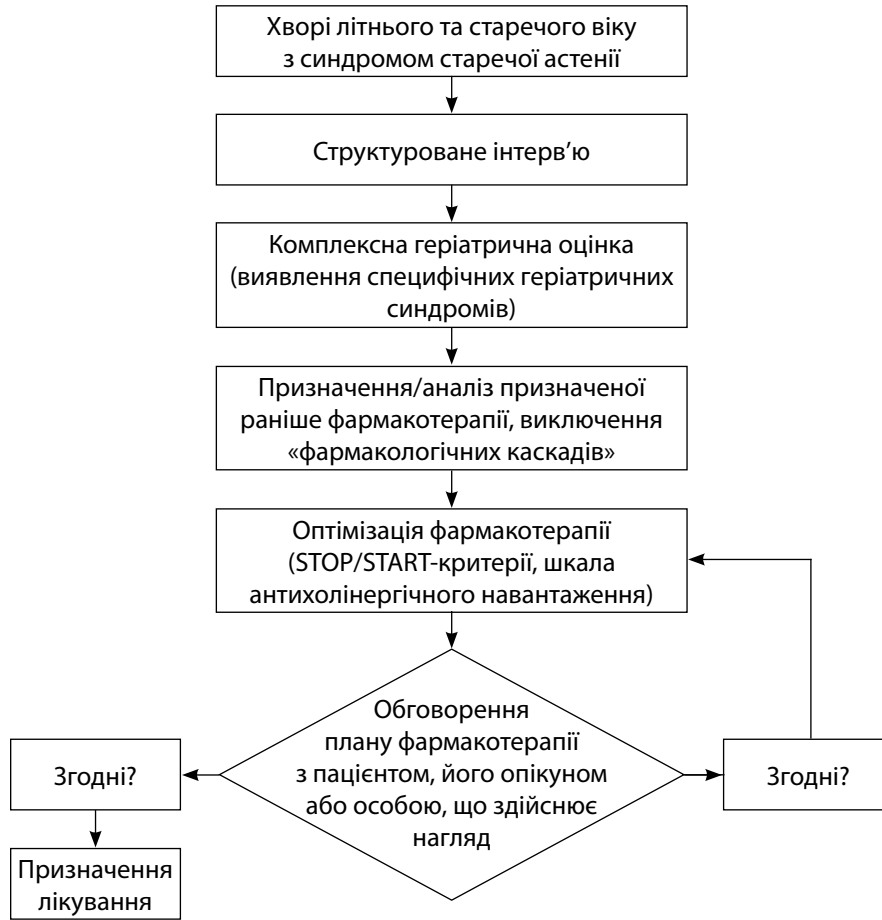 Хворі літнього та старечого віку
з синдромом старечої астенії
Структуроване інтерв’ю
Комплексна геріатрична оцінка
(виявлення специфічних геріатричних
синдромів)
Призначення/аналіз призначеної
раніше фармакотерапії, виключення
«фармакологічних каскадів»
Оптімізація фармакотерапії
(STOP/START-критерії, шкала
антихолінергічного навантаження)
Обговорення
плану фармакотерапії
з пацієнтом, його опікуном
або особою, що здійснює
нагляд
Згодні?
Згодні?
Призначення
лікування